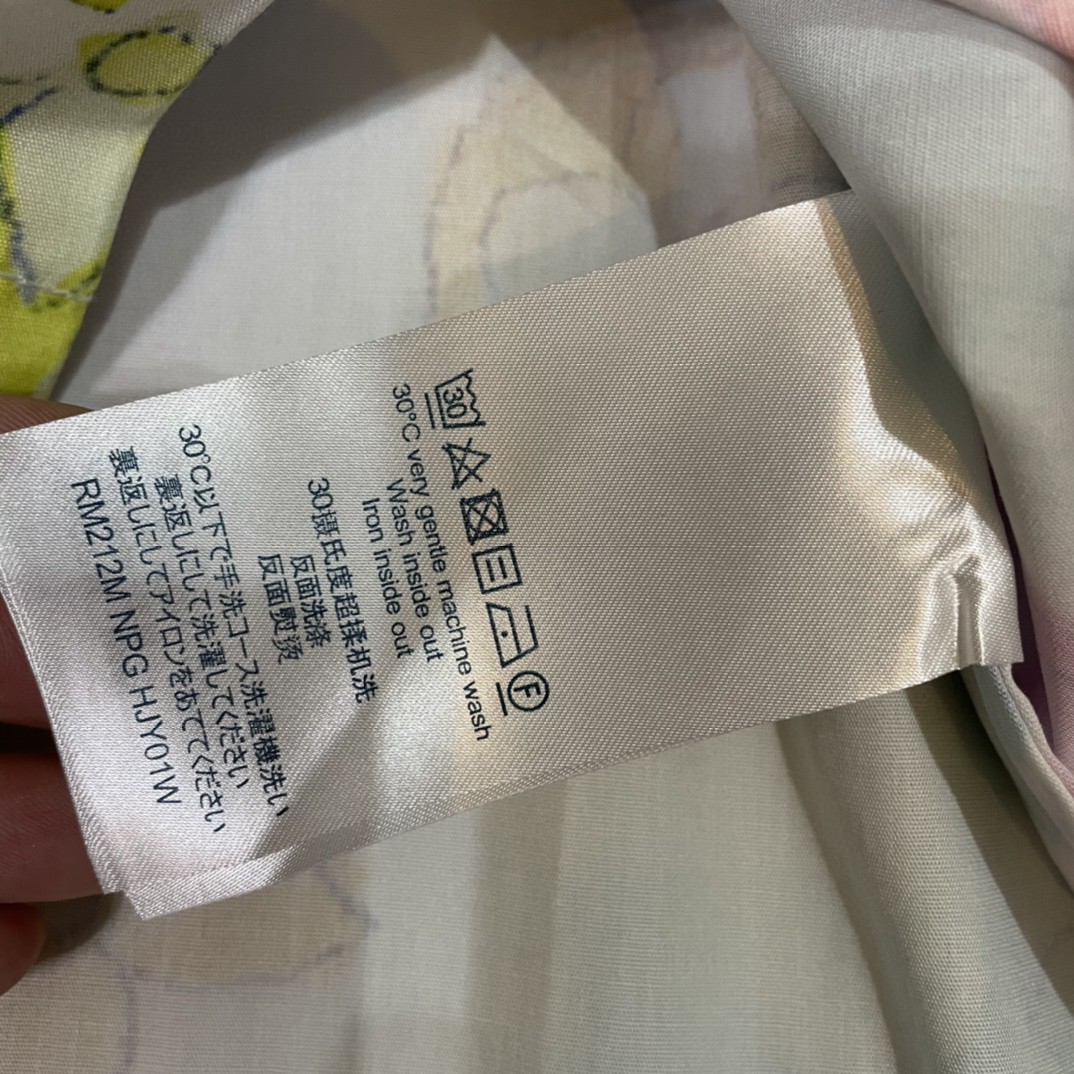 30
F
30°C very gentle machine wash
Wash inside out
Iron inside out
30摄氏度超揉机洗
反面洗涤
反面熨烫
30°C以下で手洗コース洗濯機洗い
裏返しにして洗濯してください
裏返しにしてアイロンをあててください
RM212M NPG HJY01W